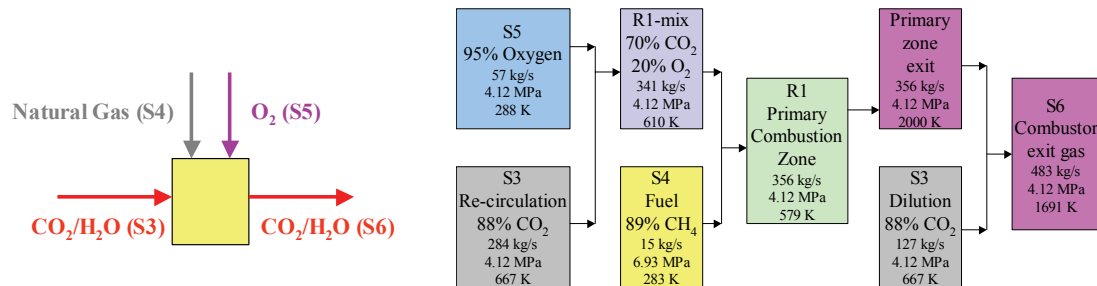 Natural Gas (S4)
O₂ (S5)
CO₂/H₂O (S3)
CO₂/H₂O (S6)
S5
95% Oxygen
57 kg/s
4.12 MPa
288 K
S3
Re-circulation
88% CO₂
284 kg/s
4.12 MPa
667 K
R1-mix
70% CO₂
20% O₂
341 kg/s
4.12 MPa
610 K
S4
Fuel
89% CH₄
15 kg/s
6.93 MPa
283 K
R1
Primary
Combustion
Zone
356 kg/s
4.12 MPa
579 K
Primary
zone
exit
356 kg/s
4.12 MPa
2000 K
S3
Dilution
88% CO₂
127 kg/s
4.12 MPa
667 K
S6
Combustor
exit gas
483 kg/s
4.12 MPa
1691 K